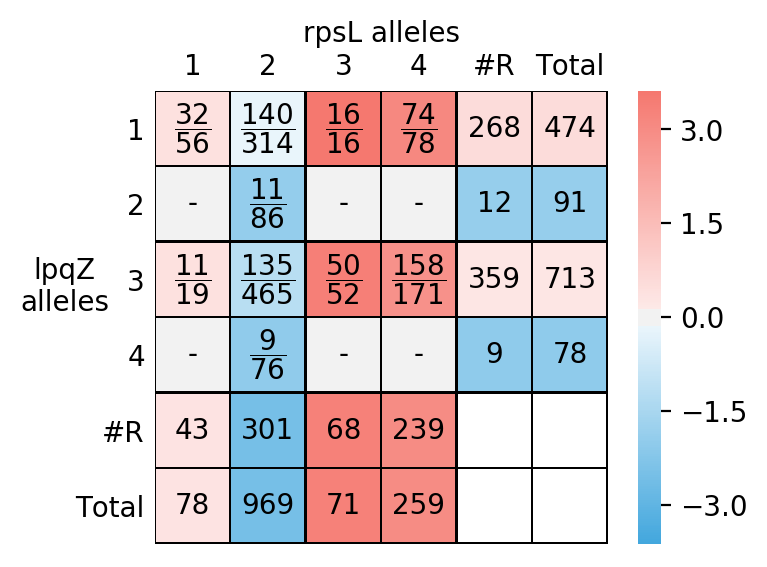 rpsL alleles
1 2 3 4 #R Total
1 32/56 140/314 16/16 74/78 268 474
2 - 11/86 - - 12 91
lpqZ alleles
3 11/19 135/465 50/52 158/171 359 713
4 - 9/76 - - 9 78
#R 43 301 68 239
Total 78 969 71 259
3.0
1.5
0.0
−1.5
−3.0